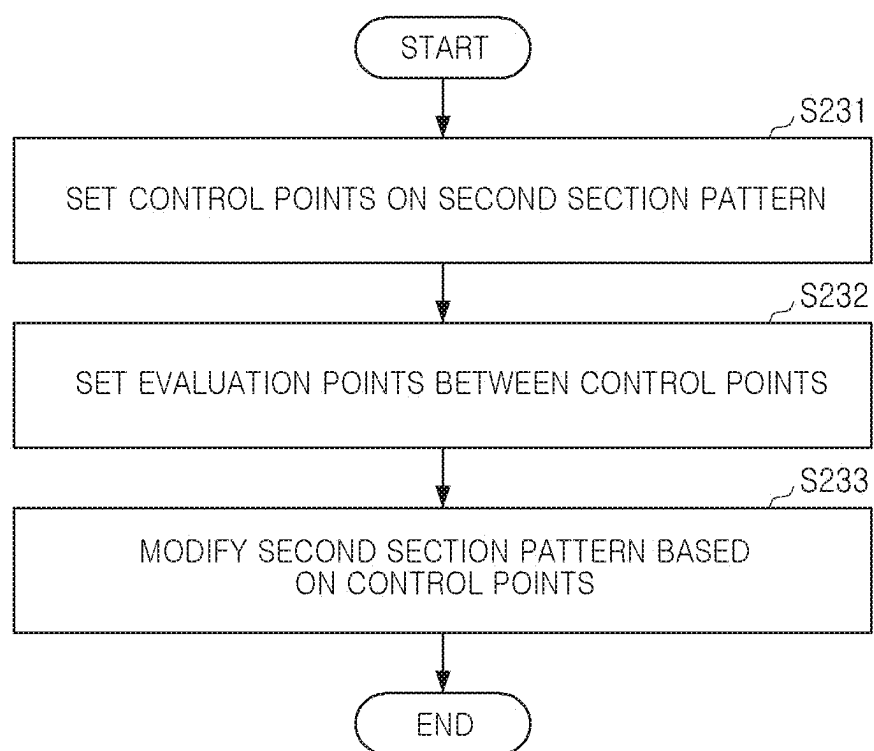 START
S231
SET CONTROL POINTS ON SECOND SECTION PATTERN
S232
SET EVALUATION POINTS BETWEEN CONTROL POINTS
S233
MODIFY SECOND SECTION PATTERN BASED
ON CONTROL POINTS
END